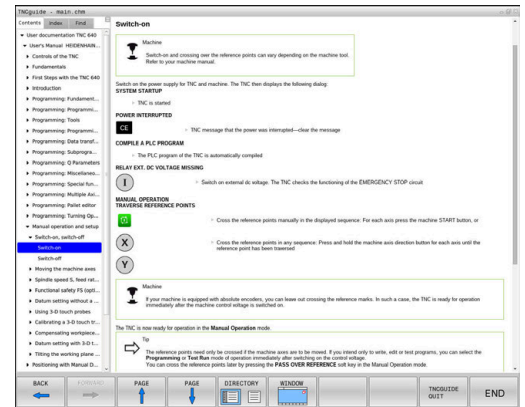 TNCguide - main.chm
Contents Index Find
User documentation TNC 640
User's Manual HEIDENHAIN...
Controls of the TNC
Fundamentals
First Steps with the TNC 640
Introduction
Programming: Fundament...
Programming: Programmi...
Programming: Tools
Programming: Programmi...
Programming: Data transf...
Programming: Subprogra...
Programming: Q Parameters
Programming: Miscellaneo...
Programming: Special fun...
Programming: Multiple Axi...
Programming: Pallet editor
Programming: Turning Op...
Manual operation and setup
Switch-on, switch-off
Switch-on
Switch-off
Moving the machine axes
Spindle speed S, feed rat...
Functional safety FS (opti...
Datum setting without a ...
Using 3-D touch probes
Calibrating a 3-D touch tr...
Compensating workpiece...
Datum setting with 3-D t...
Tilting the working plane ...
Positioning with Manual D...
Switch-on
Machine
Switch-on and crossing over the reference points can vary depending on the machine tool.
Refer to your machine manual.
Switch on the power supply for TNC and machine. The TNC then displays the following dialog:
SYSTEM STARTUP
TNC is started
POWER INTERRUPTED
CE
TNC message that the power was interrupted—clear the message
COMPILE A PLC PROGRAM
The PLC program of the TNC is automatically compiled
RELAY EXT. DC VOLTAGE MISSING
I
Switch on external dc voltage. The TNC checks the functioning of the EMERGENCY STOP circuit
MANUAL OPERATION
TRAVERSE REFERENCE POINTS
Cross the reference points manually in the displayed sequence: For each axis press the machine START button, or
X
Cross the reference points in any sequence: Press and hold the machine axis direction button for each axis until the
reference point has been traversed
Y
Machine
If your machine is equipped with absolute encoders, you can leave out crossing the reference marks. In such a case, the TNC is ready for operation
immediately after the machine control voltage is switched on.
The TNC is now ready for operation in the Manual Operation mode.
Tip
The reference points need only be crossed if the machine axes are to be moved. If you intend only to write, edit or test programs, you can select the
Programming or Test Run mode of operation immediately after switching on the control voltage.
You can cross the reference points later by pressing the PASS OVER REFERENCE soft key in the Manual Operation mode.
BACK FORWARD PAGE PAGE DIRECTORY WINDOW TNCGUIDE
QUIT END